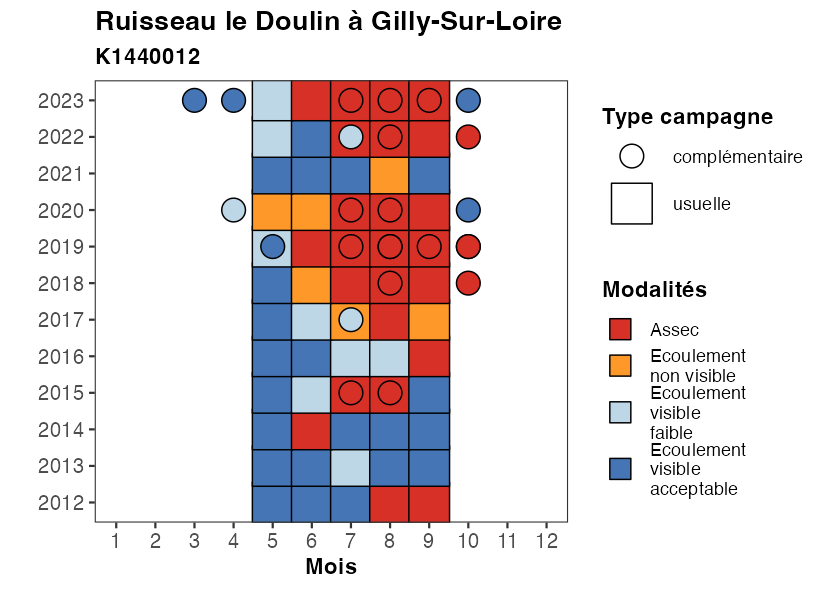 Ruisseau le Doulin à Gilly-Sur-Loire
K1440012
2023
2022
2021
2020
2019
2018
2017
2016
2015
2014
2013
2012
1 2 3 4 5 6 7 8 9 10 11 12
Mois
Type campagne
complémentaire
usuelle
Modalités
Assec
Ecoulement
non visible
Ecoulement
visible
faible
Ecoulement
visible
acceptable